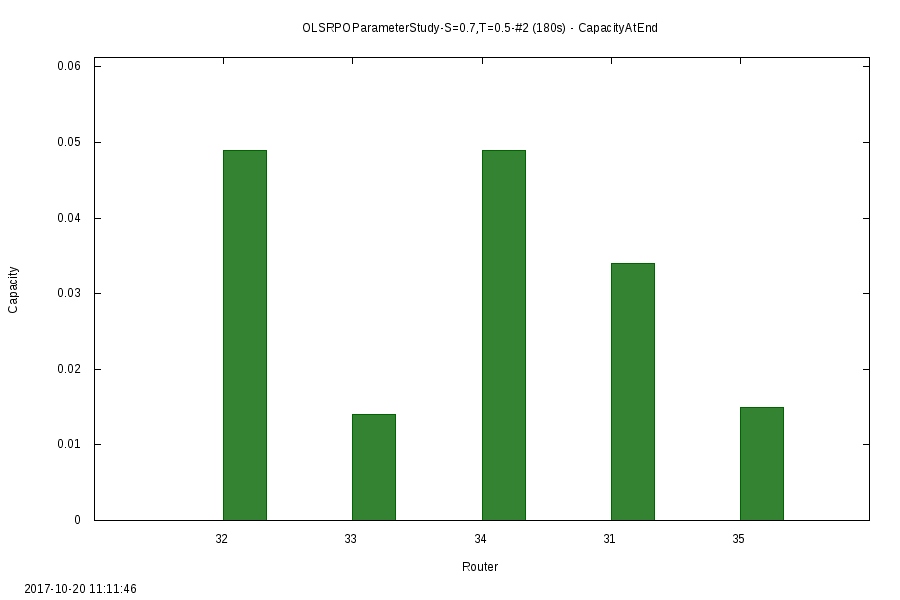 OLSRPOParameterStudy-S=0.7,T=0.5-#2 (180s) - CapacityAtEnd
0.06
0.05
0.04
0.03
0.02
0.01
0
Capacity
32 33 34 31 35
Router
2017-10-20 11:11:46